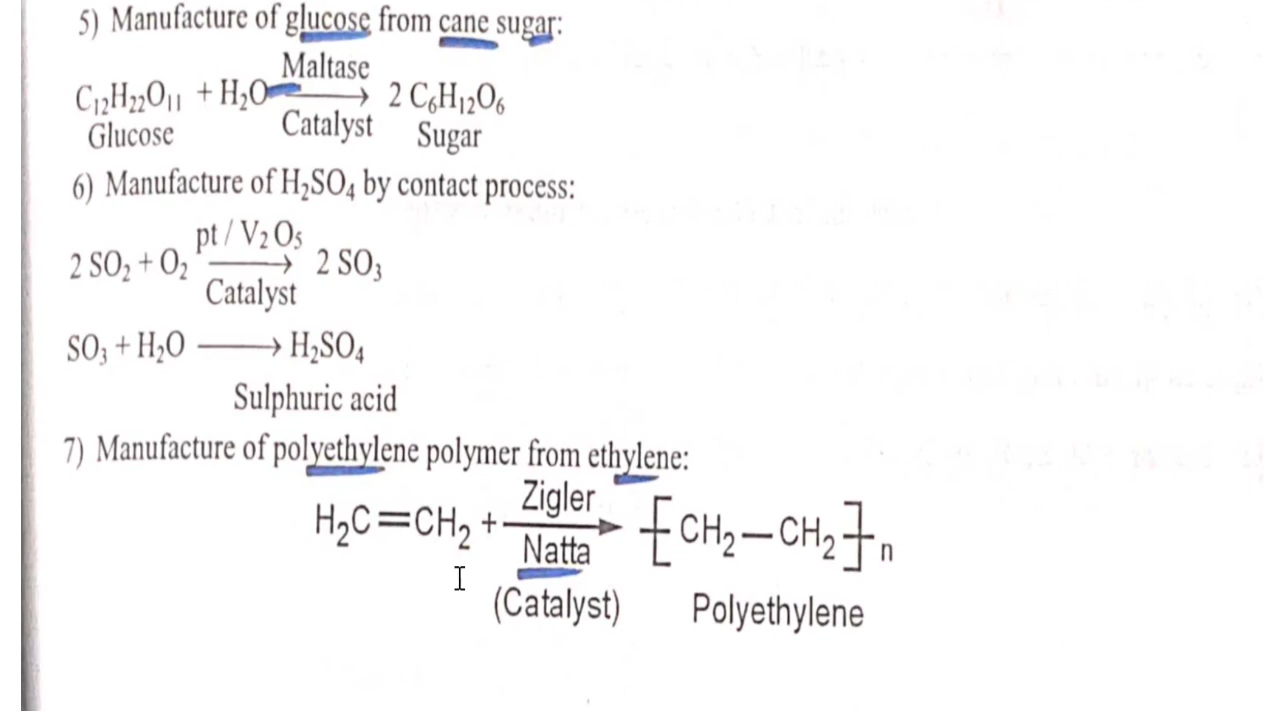 5) Manufacture of glucose from cane sugar:
Maltase
C₁₂H₂₂O₁₁ + H₂O ⟶ 2 C₆H₁₂O₆
Glucose Catalyst Sugar
6) Manufacture of H₂SO₄ by contact process:
pt / V₂O₅
2 SO₂ + O₂ ⟶ 2 SO₃
Catalyst
SO₃ + H₂O ⟶ H₂SO₄
Sulphuric acid
7) Manufacture of polyethylene polymer from ethylene:
Zigler
H₂C=CH₂ + ⟶ [CH₂—CH₂]n
Natta
(Catalyst) Polyethylene